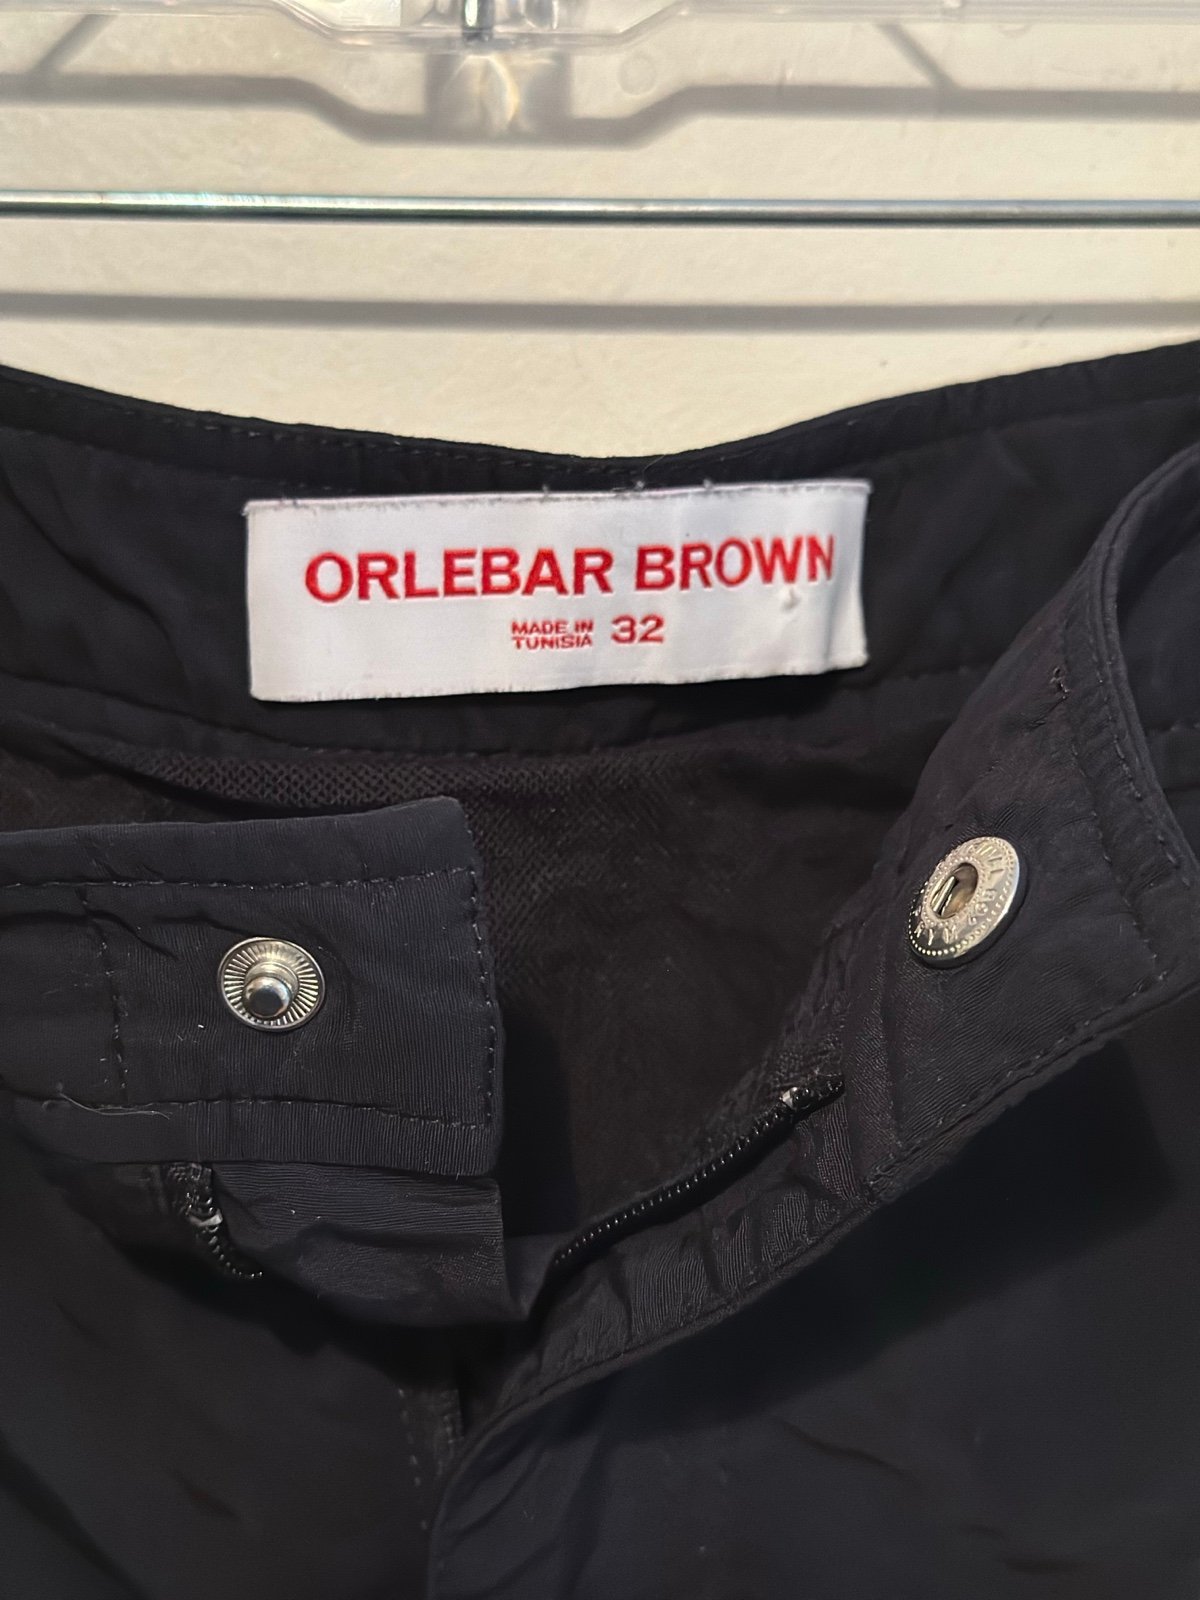 ORLEBAR BROWN
MADE IN
TUNISIA
32